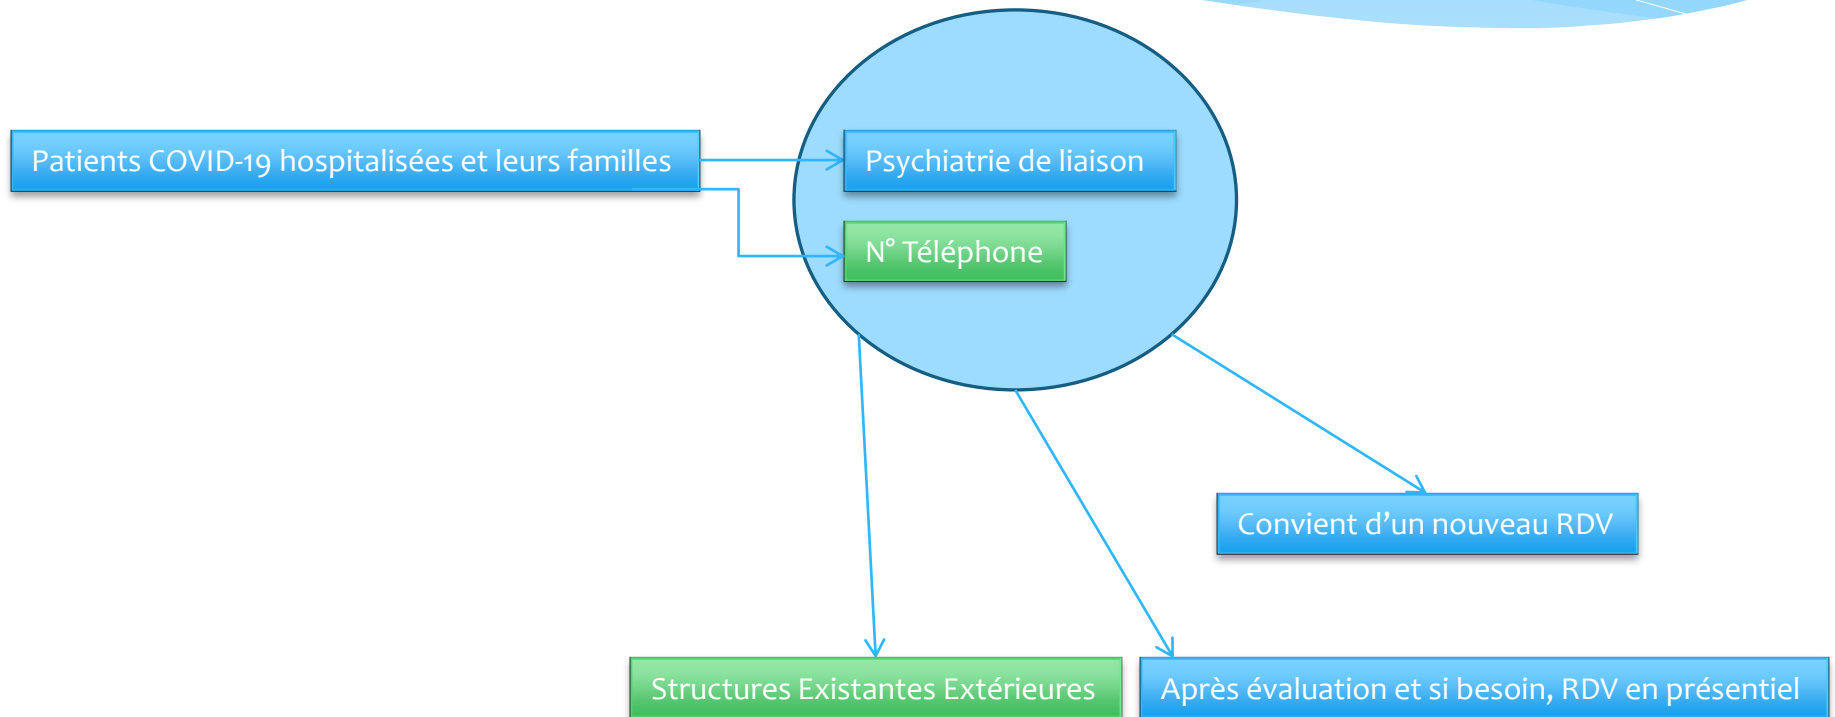 Patients COVID-19 hospitalisées et leurs familles
Psychiatrie de liaison
N° Téléphone
Convient d’un nouveau RDV
Structures Existantes Extérieures
Après évaluation et si besoin, RDV en présentiel